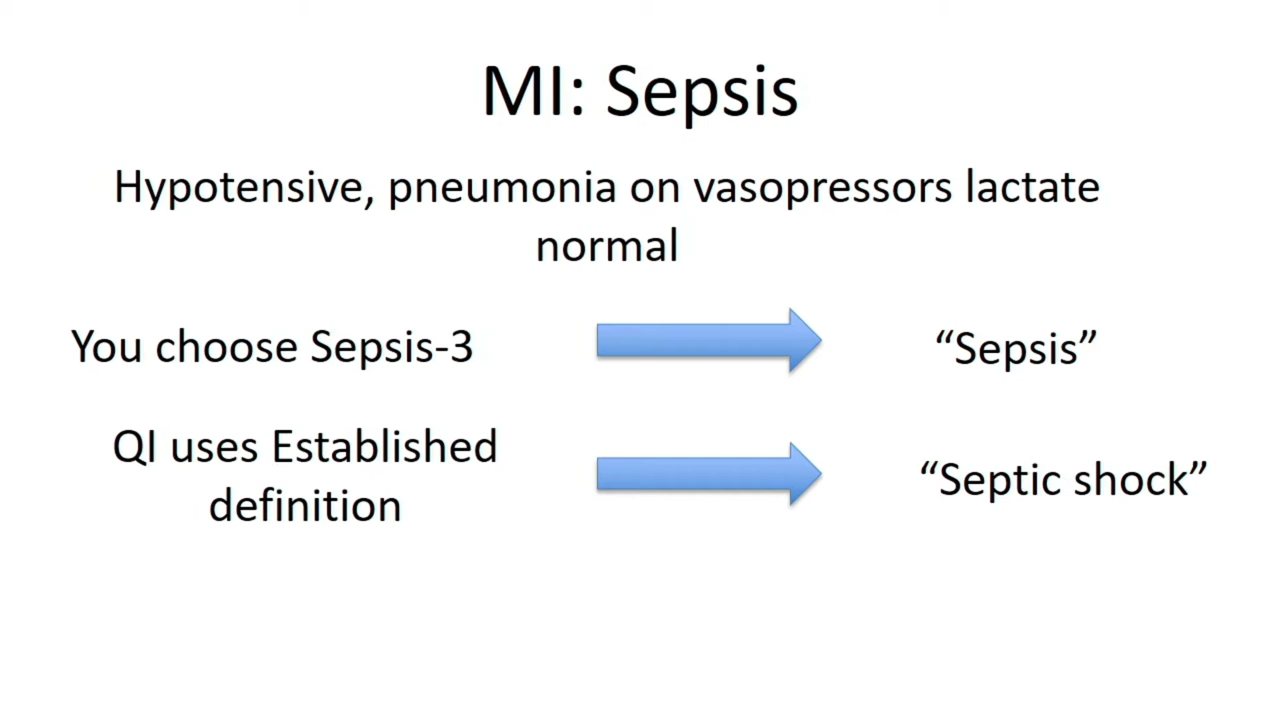 MI: Sepsis
Hypotensive, pneumonia on vasopressors lactate
normal
You choose Sepsis-3
“Sepsis”
QI uses Established
definition
“Septic shock”